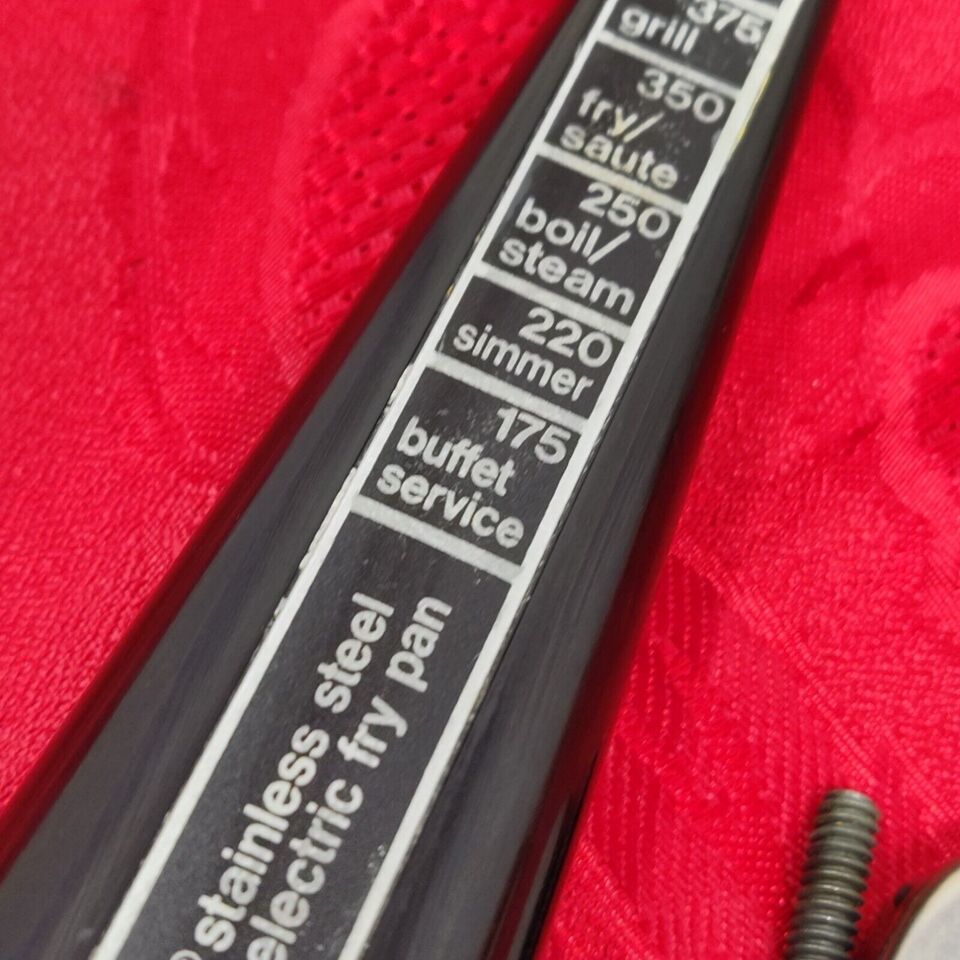 375
grill
350
fry/
saute
250
boil/
steam
220
simmer
175
buffet
service
® stainless steel
electric fry pan